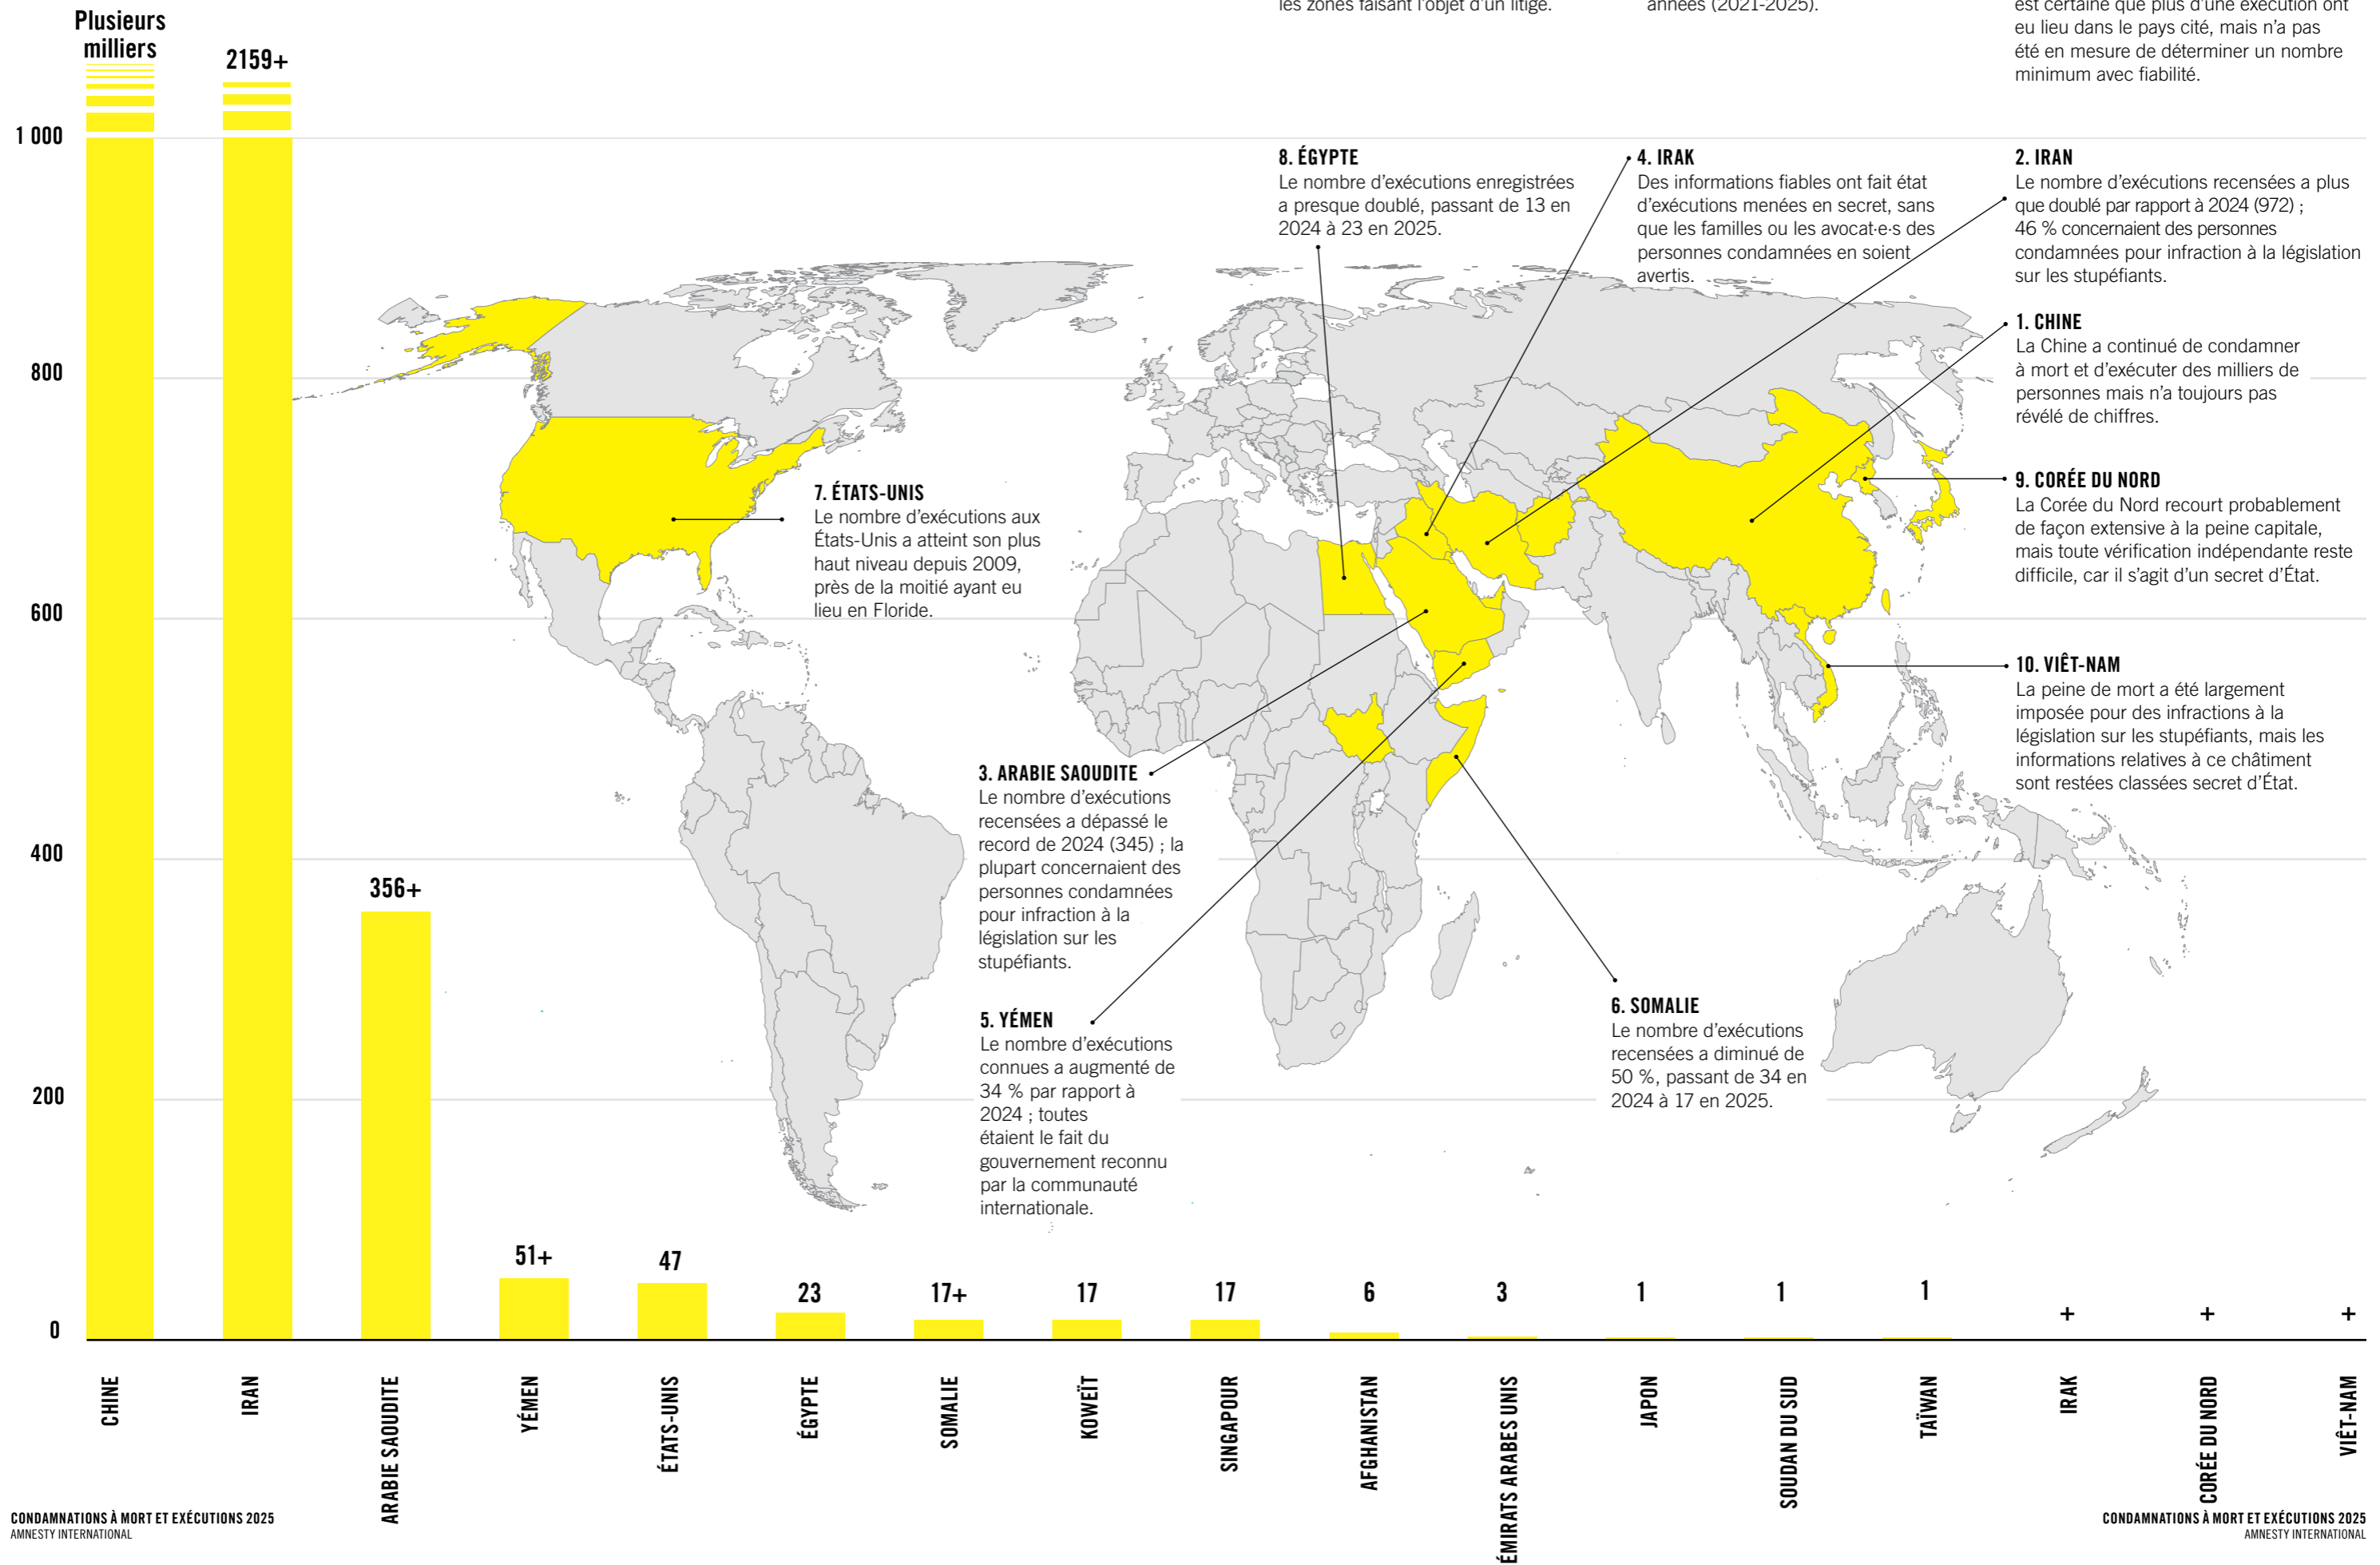 les zones faisant l'objet d'un litige.
années (2021-2025).
est certaine que plus d'une exécution ont
eu lieu dans le pays cité, mais n'a pas
été en mesure de déterminer un nombre
minimum avec fiabilité.
Plusieurs
milliers
2159+
1 000
800
600
400
200
0
356+
51+
47
23
17+
17
17
6
3
1
1
1
+
+
+
8. ÉGYPTE
Le nombre d'exécutions enregistrées
a presque doublé, passant de 13 en
2024 à 23 en 2025.
4. IRAK
Des informations fiables ont fait état
d'exécutions menées en secret, sans
que les familles ou les avocat·e·s des
personnes condamnées en soient
avertis.
2. IRAN
Le nombre d'exécutions recensées a plus
que doublé par rapport à 2024 (972) ;
46 % concernaient des personnes
condamnées pour infraction à la législation
sur les stupéfiants.
1. CHINE
La Chine a continué de condamner
à mort et d'exécuter des milliers de
personnes mais n'a toujours pas
révélé de chiffres.
9. CORÉE DU NORD
La Corée du Nord recourt probablement
de façon extensive à la peine capitale,
mais toute vérification indépendante reste
difficile, car il s'agit d'un secret d'État.
7. ÉTATS-UNIS
Le nombre d'exécutions aux
États-Unis a atteint son plus
haut niveau depuis 2009,
près de la moitié ayant eu
lieu en Floride.
10. VIÊT-NAM
La peine de mort a été largement
imposée pour des infractions à la
législation sur les stupéfiants, mais les
informations relatives à ce châtiment
sont restées classées secret d'État.
3. ARABIE SAOUDITE
Le nombre d'exécutions
recensées a dépassé le
record de 2024 (345) ; la
plupart concernaient des
personnes condamnées
pour infraction à la
législation sur les
stupéfiants.
5. YÉMEN
Le nombre d'exécutions
connues a augmenté de
34 % par rapport à
2024 ; toutes
étaient le fait du
gouvernement reconnu
par la communauté
internationale.
6. SOMALIE
Le nombre d'exécutions
recensées a diminué de
50 %, passant de 34 en
2024 à 17 en 2025.
CHINE
IRAN
ARABIE SAOUDITE
YÉMEN
ÉTATS-UNIS
ÉGYPTE
SOMALIE
KOWEÏT
SINGAPOUR
AFGHANISTAN
ÉMIRATS ARABES UNIS
JAPON
SOUDAN DU SUD
TAÏWAN
IRAK
CORÉE DU NORD
VIÊT-NAM
CONDAMNATIONS À MORT ET EXÉCUTIONS 2025
AMNESTY INTERNATIONAL
CONDAMNATIONS À MORT ET EXÉCUTIONS 2025
AMNESTY INTERNATIONAL